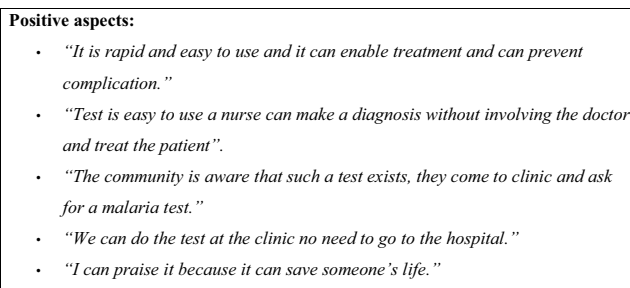 Positive aspects:
• “It is rapid and easy to use and it can enable treatment and can prevent
complication.”
• “Test is easy to use a nurse can make a diagnosis without involving the doctor
and treat the patient”.
• “The community is aware that such a test exists, they come to clinic and ask
for a malaria test.”
• “We can do the test at the clinic no need to go to the hospital.”
• “I can praise it because it can save someone’s life.”